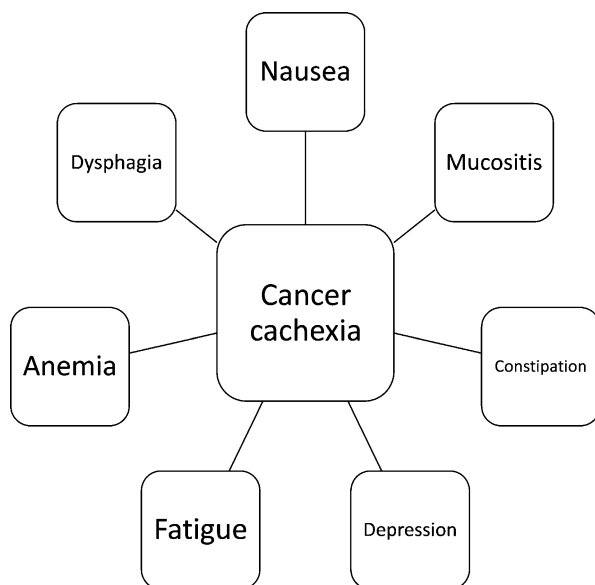 Nausea
Dysphagia
Mucositis
Cancer
cachexia
Anemia
Constipation
Fatigue
Depression